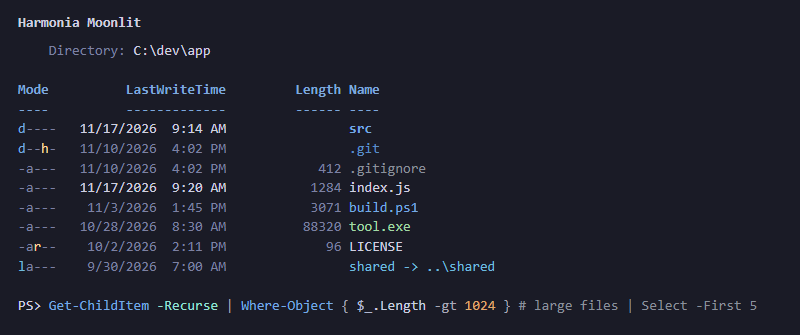 Harmonia Moonlit
Directory: C:\dev\app
Mode LastWriteTime Length Name
---- ------------- ------ ----
d---- 11/17/2026 9:14 AM src
d--h- 11/10/2026 4:02 PM .git
-a--- 11/10/2026 4:02 PM 412 .gitignore
-a--- 11/17/2026 9:20 AM 1284 index.js
-a--- 11/3/2026 1:45 PM 3071 build.ps1
-a--- 10/28/2026 8:30 AM 88320 tool.exe
-ar-- 10/2/2026 2:11 PM 96 LICENSE
la--- 9/30/2026 7:00 AM shared -> ..\shared
PS> Get-ChildItem -Recurse | Where-Object { $_.Length -gt 1024 } # large files | Select -First 5